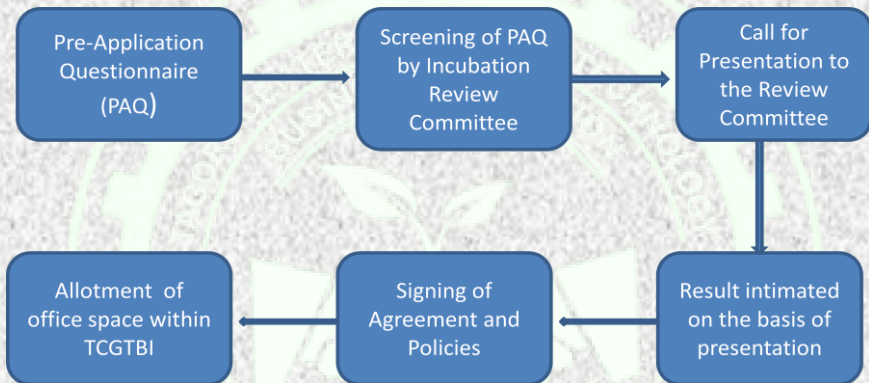 Pre-Application
Questionnaire
(PAQ)
Screening of PAQ
by Incubation
Review
Committee
Call for
Presentation to
the Review
Committee
Result intimated
on the basis of
presentation
Signing of
Agreement and
Policies
Allotment of
office space within
TCGTBI